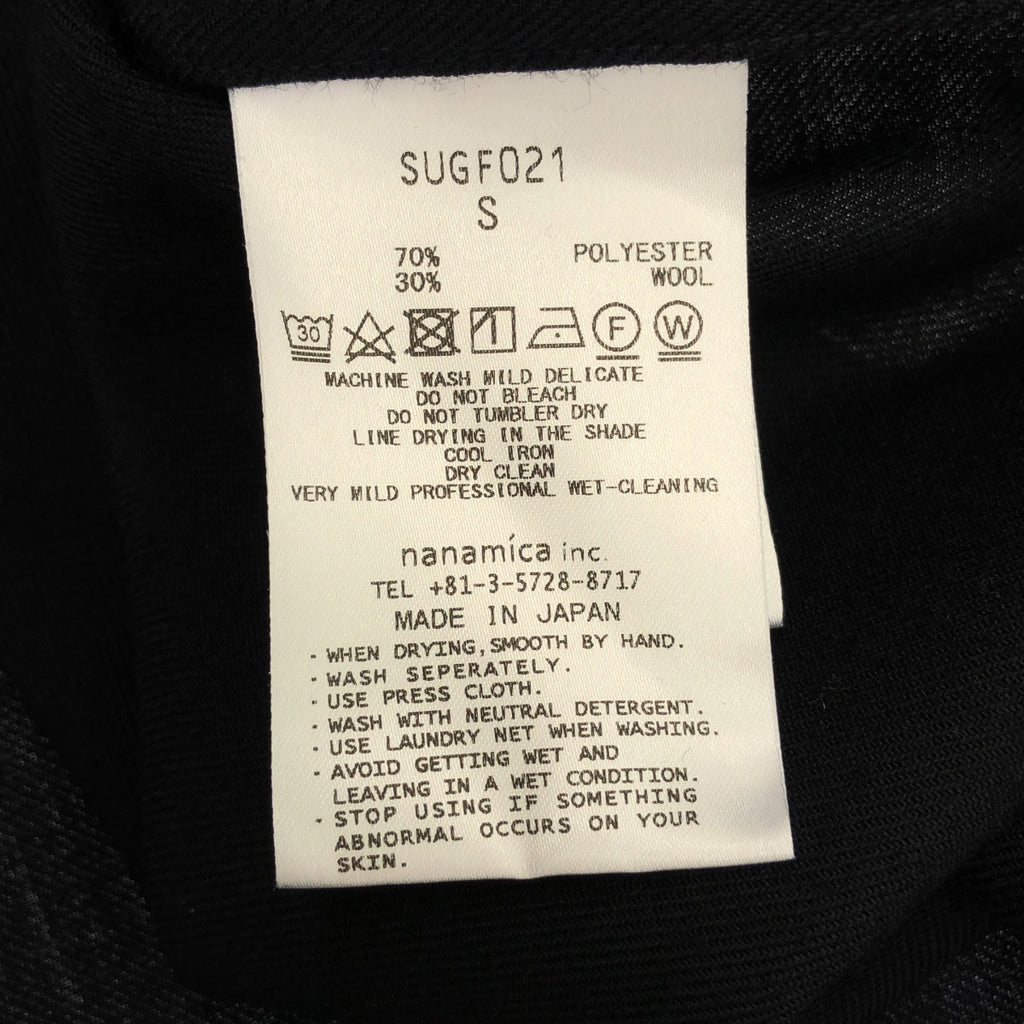 SUGF021
S
70% POLYESTER
30% WOOL
30 F W
MACHINE WASH MILD DELICATE
DO NOT BLEACH
DO NOT TUMBLER DRY
LINE DRYING IN THE SHADE
COOL IRON
DRY CLEAN
VERY MILD PROFESSIONAL WET-CLEANING
nanamíca inc.
TEL +81-3-5728-8717
MADE IN JAPAN
· WHEN DRYING, SMOOTH BY HAND.
· WASH SEPERATELY.
· USE PRESS CLOTH.
· WASH WITH NEUTRAL DETERGENT.
· USE LAUNDRY NET WHEN WASHING.
· AVOID GETTING WET AND
LEAVING IN A WET CONDITION.
· STOP USING IF SOMETHING
ABNORMAL OCCURS ON YOUR
SKIN.